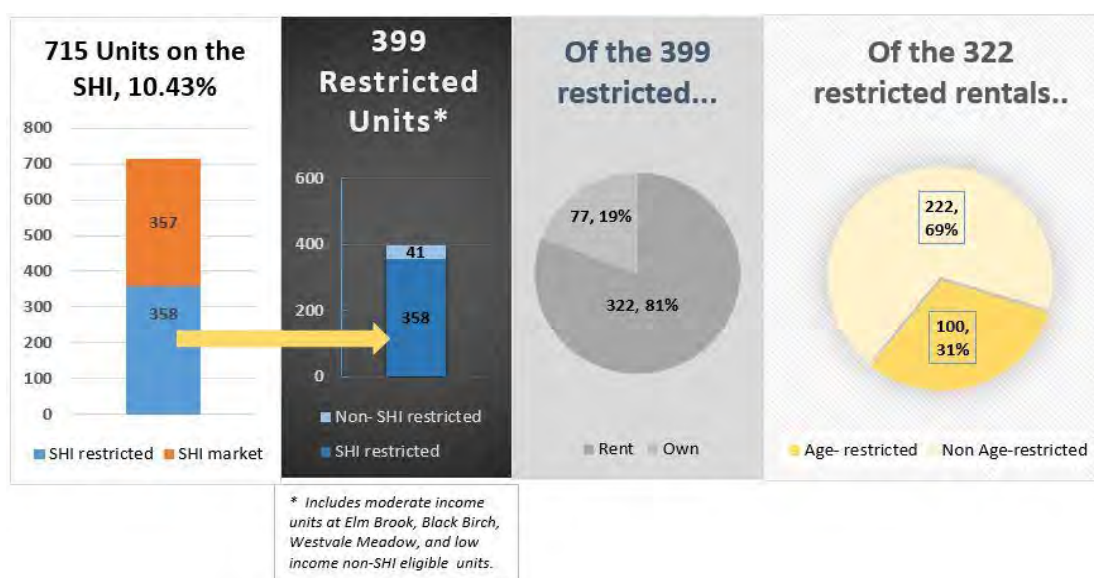 715 Units on the
SHI, 10.43%
800
700
600
500
400
300
200
100
0
357
358
SHI restricted
SHI market
399
Restricted
Units*
600
400
200
0
41
358
Non- SHI restricted
SHI restricted
* Includes moderate income
units at Elm Brook, Black Birch,
Westvale Meadow, and low
income non-SHI eligible units.
Of the 399
restricted...
77, 19%
322, 81%
Rent
Own
Of the 322
restricted rentals..
222,
69%
100,
31%
Age- restricted
Non Age-restricted